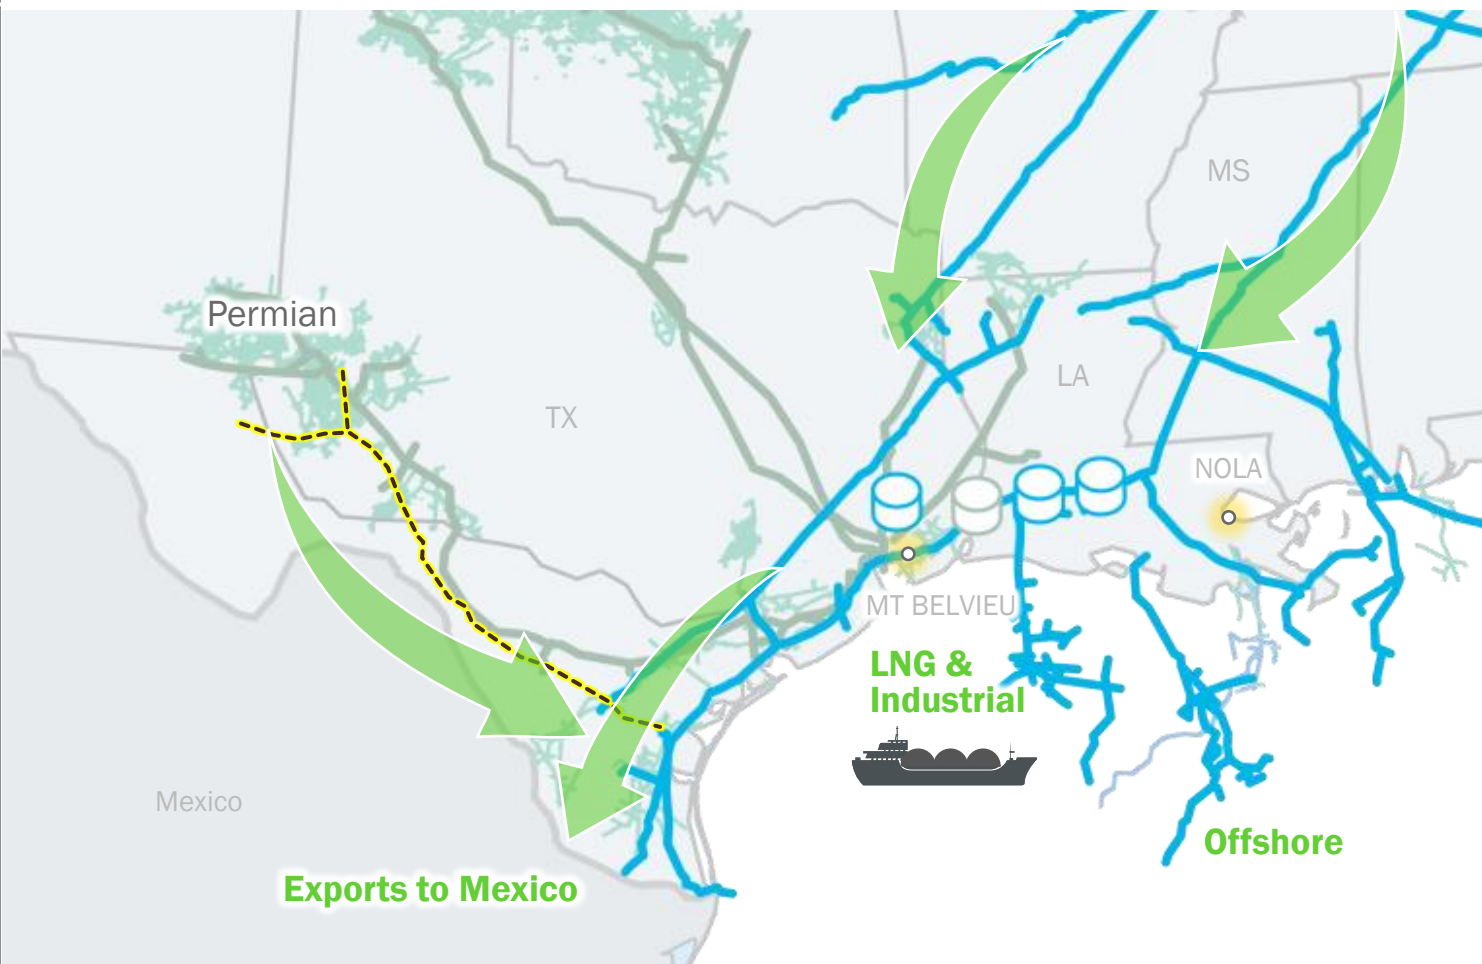 MS
Permian
LA
TX
NOLA
MT BELVIEU
LNG &
Industrial
Mexico
Offshore
Exports to Mexico